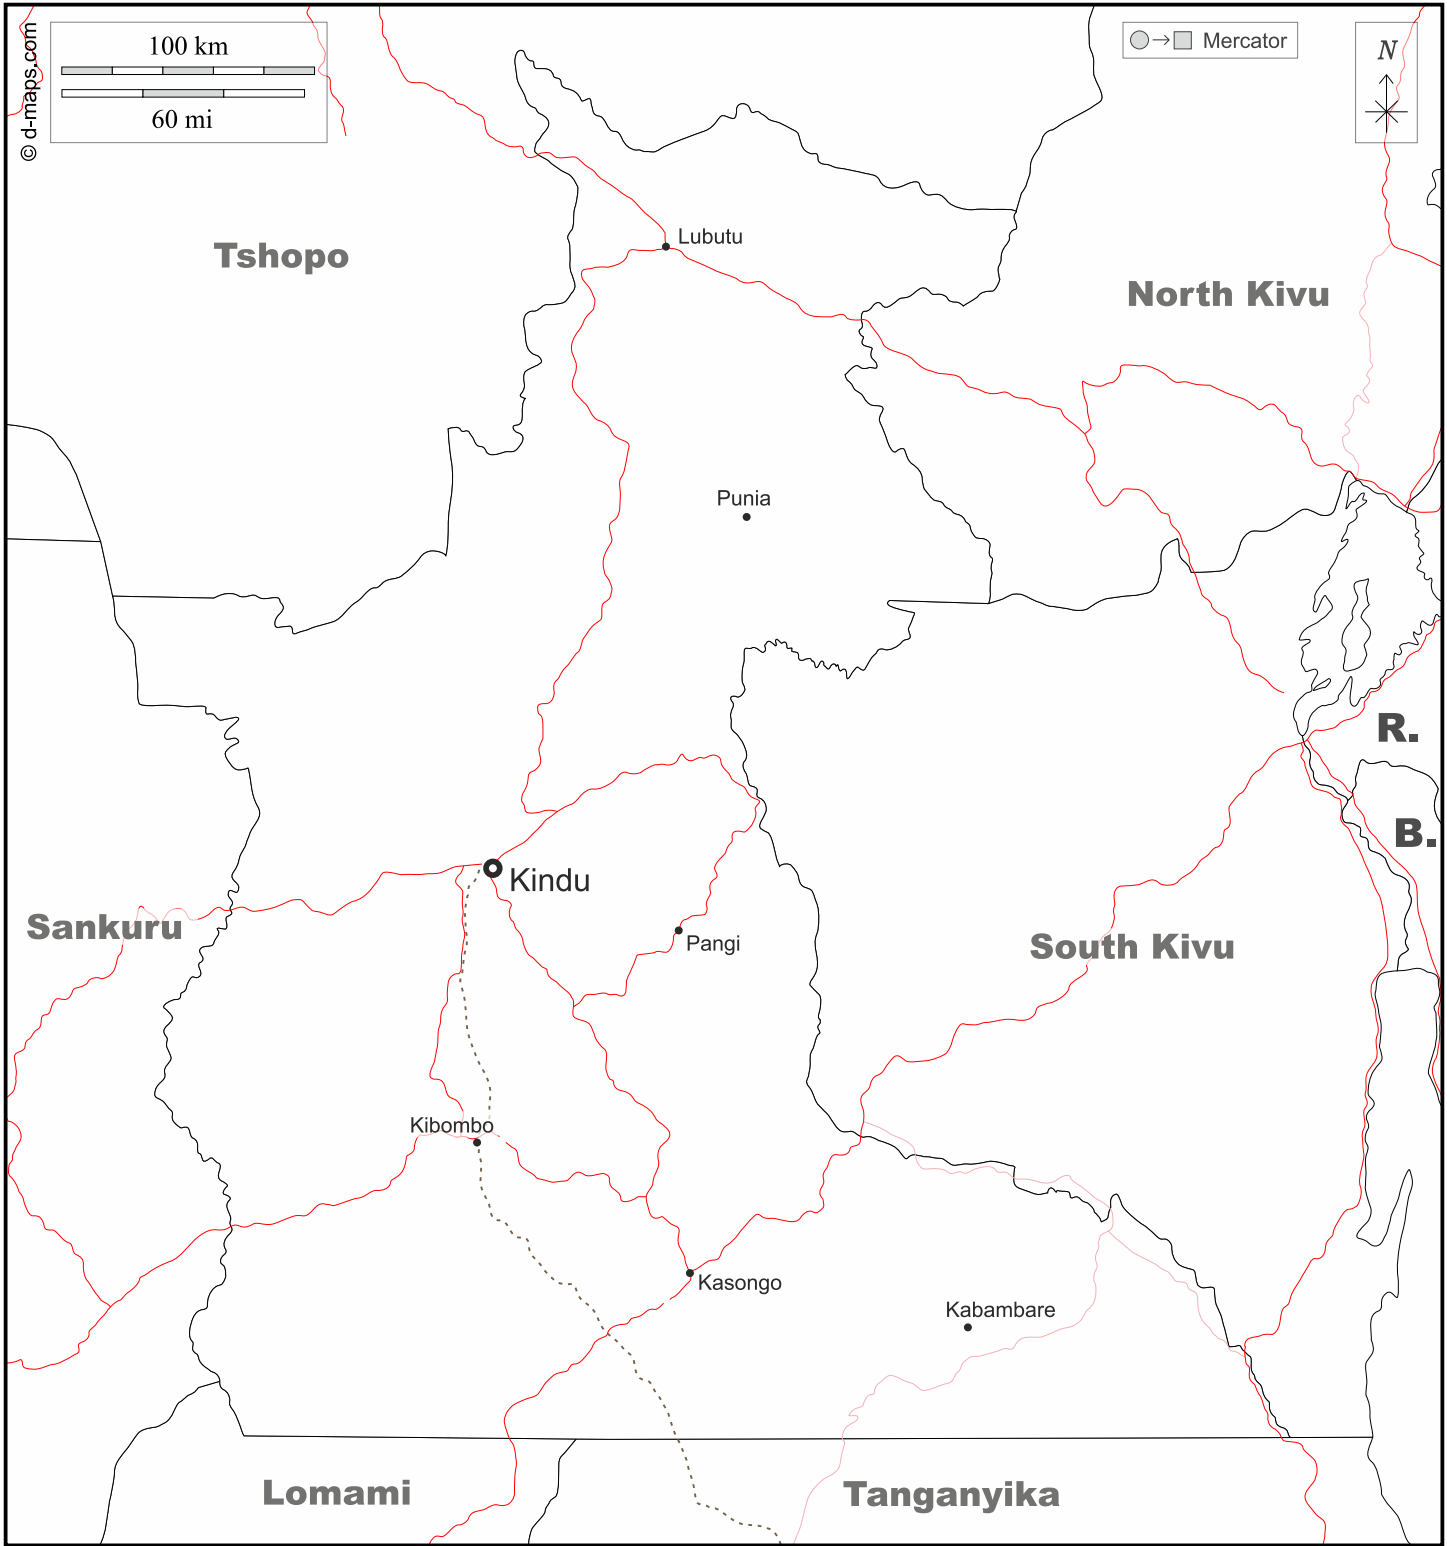 © d-maps.com
100 km
60 mi
Mercator
N
Lubutu
Tshopo
North Kivu
Punia
R.
B.
Kindu
Sankuru
Pangi
South Kivu
Kibombo
Kasongo
Kabambare
Lomami
Tanganyika